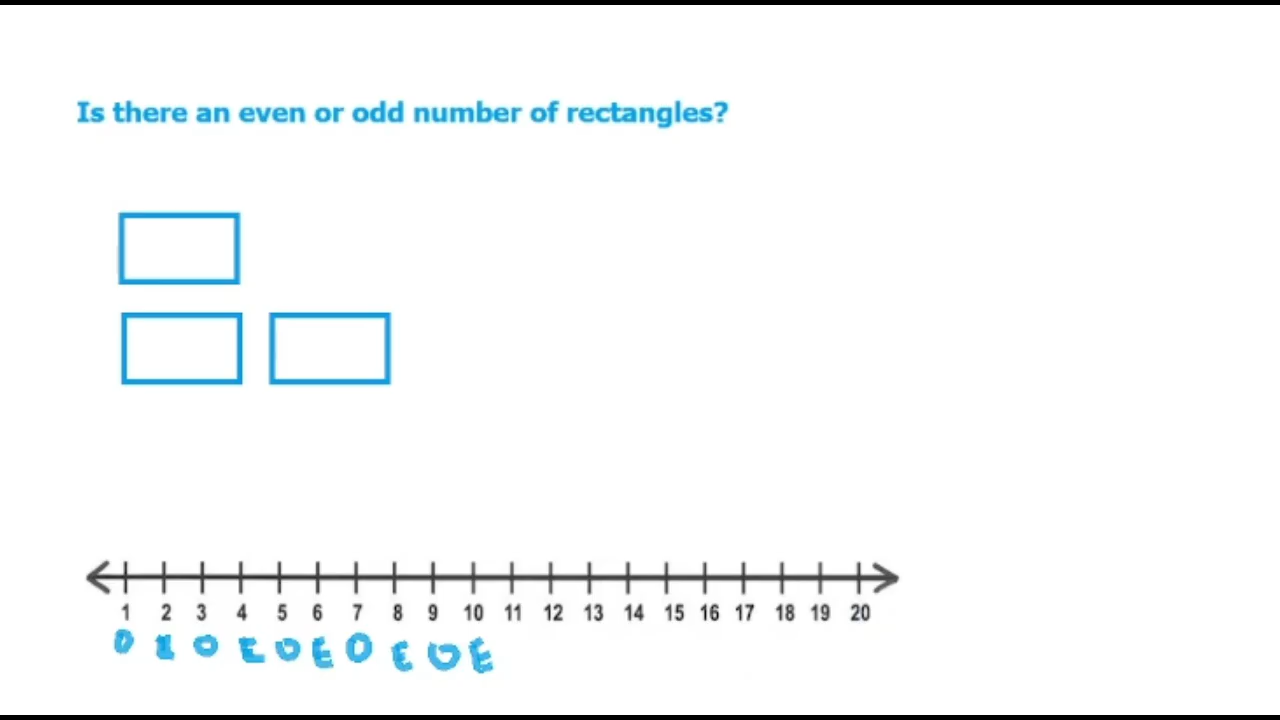 Is there an even or odd number of rectangles?
1 2 3 4 5 6 7 8 9 10 11 12 13 14 15 16 17 18 19 20
O E O E O E O E O E